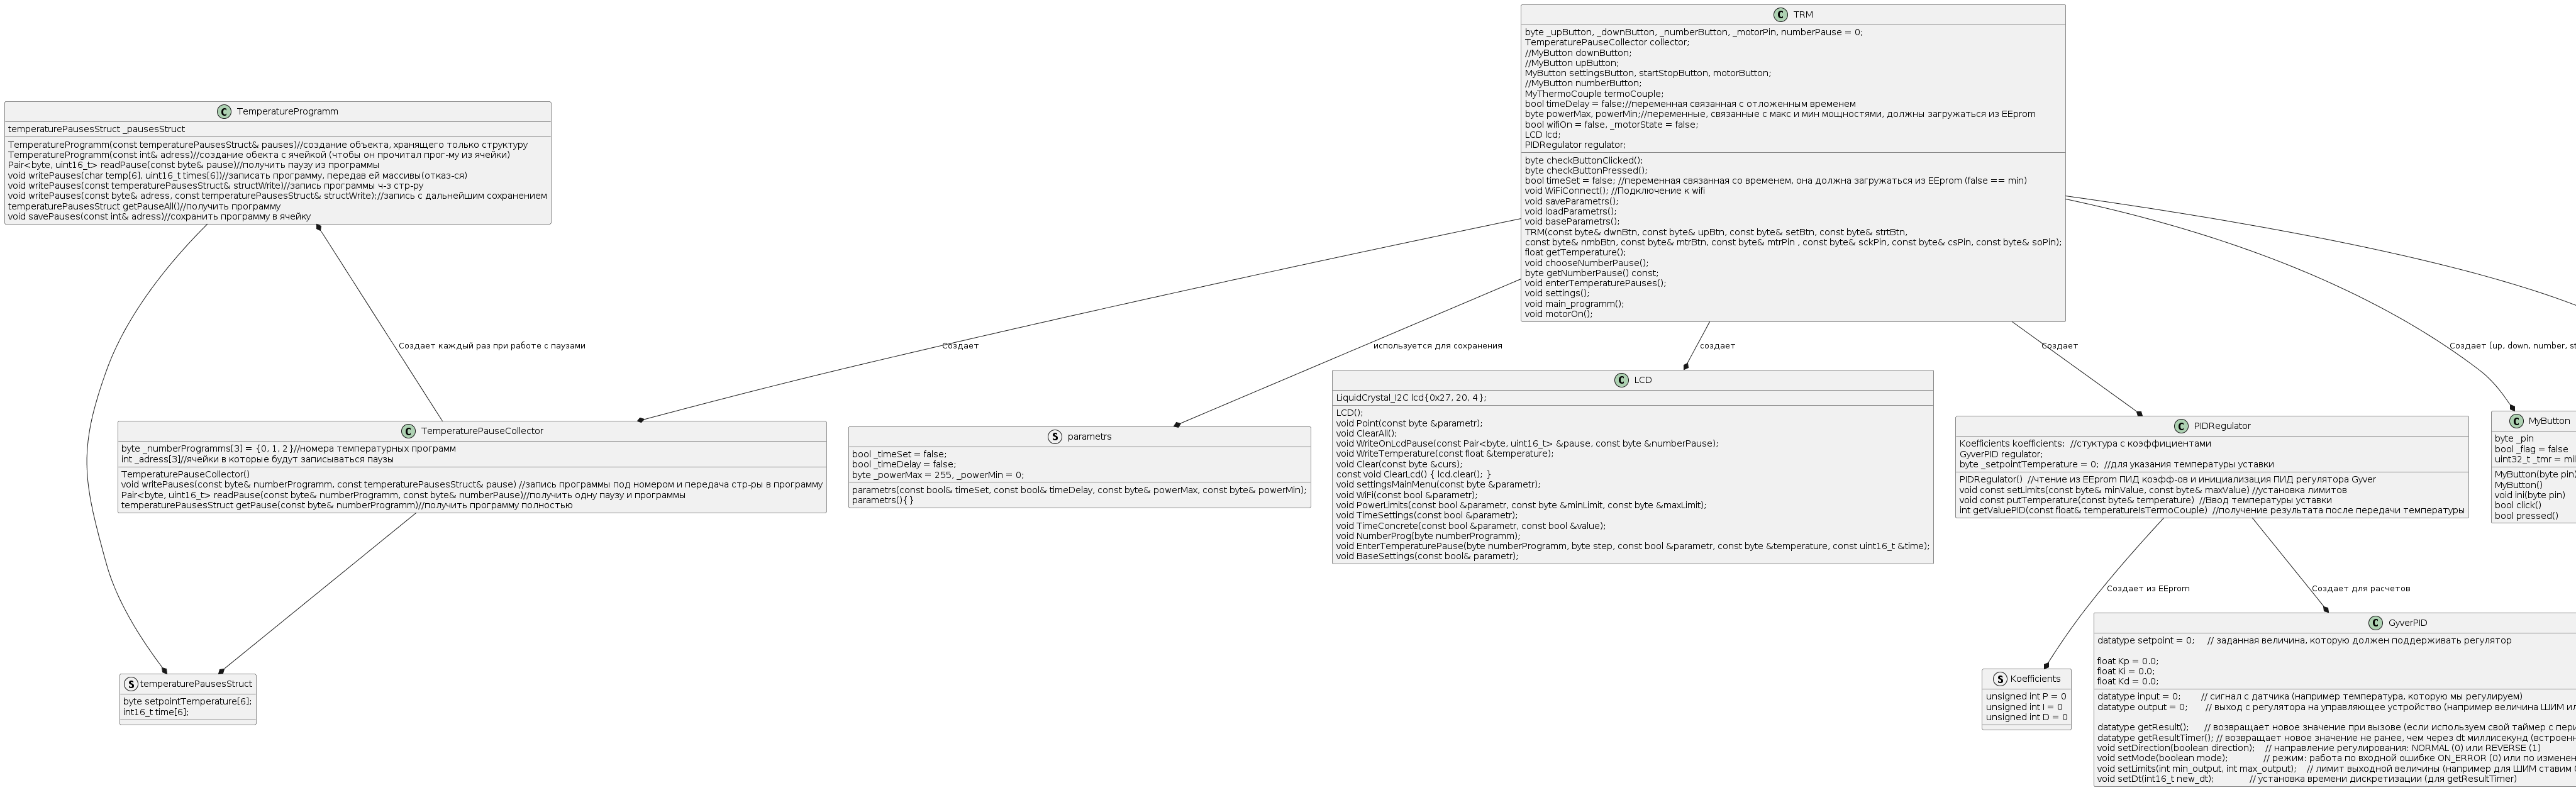 C TRM
byte _upButton, _downButton, _numberButton, _motorPin, numberPause = 0;
TemperaturePauseCollector collector;
//MyButton downButton;
//MyButton upButton;
MyButton settingsButton, startStopButton, motorButton;
//MyButton numberButton;
MyThermoCouple termoCouple;
bool timeDelay = false;//переменная связанная с отложенным временем
byte powerMax, powerMin;//переменные, связанные с макс и мин мощностями, должны загружаться из EEprom
bool wifiOn = false, _motorState = false;
LCD lcd;
PIDRegulator regulator;
byte checkButtonClicked();
byte checkButtonPressed();
bool timeSet = false; //переменная связанная со временем, она должна загружаться из EEprom (false == min)
void WiFiConnect(); //Подключение к wifi
void saveParametrs();
void loadParametrs();
void baseParametrs();
TRM(const byte& dwnBtn, const byte& upBtn, const byte& setBtn, const byte& strtBtn,
const byte& nmbBtn, const byte& mtrBtn, const byte& mtrPin , const byte& sckPin, const byte& csPin, const byte& soPin);
float getTemperature();
void chooseNumberPause();
byte getNumberPause() const;
void enterTemperaturePauses();
void settings();
void main_programm();
void motorOn();
C TemperatureProgramm
temperaturePausesStruct _pausesStruct
TemperatureProgramm(const temperaturePausesStruct& pauses)//создание объекта, хранящего только структуру
TemperatureProgramm(const int& adress)//создание обекта с ячейкой (чтобы он прочитал прог-му из ячейки)
Pair<byte, uint16_t> readPause(const byte& pause)//получить паузу из программы
void writePauses(char temp[6], uint16_t times[6])//записать программу, передав ей массивы(отказ-ся)
void writePauses(const temperaturePausesStruct& structWrite)//запись программы ч-з стр-ру
void writePauses(const byte& adress, const temperaturePausesStruct& structWrite);//запись с дальнейшим сохранением
temperaturePausesStruct getPauseAll()//получить программу
void savePauses(const int& adress)//сохранить программу в ячейку
Создает каждый раз при работе с паузами
Создает
используется для сохранения
создает
Создает
Создает (up, down, number, st
C TemperaturePauseCollector
byte _numberProgramms[3] = {0, 1, 2 }//номера температурных программ
int _adress[3]//ячейки в которые будут записываться паузы
TemperaturePauseCollector()
void writePauses(const byte& numberProgramm, const temperaturePausesStruct& pause) //запись программы под номером и передача стр-ры в программу
Pair<byte, uint16_t> readPause(const byte& numberProgramm, const byte& numberPause)//получить одну паузу и программы
temperaturePausesStruct getPause(const byte& numberProgramm)//получить программу полностью
S parametrs
bool _timeSet = false;
bool _timeDelay = false;
byte _powerMax = 255, _powerMin = 0;
parametrs(const bool& timeSet, const bool& timeDelay, const byte& powerMax, const byte& powerMin);
parametrs(){ }
C LCD
LiquidCrystal_I2C lcd{0x27, 20, 4 };
LCD();
void Point(const byte &parametr);
void ClearAll();
void WriteOnLcdPause(const Pair<byte, uint16_t> &pause, const byte &numberPause);
void WriteTemperature(const float &temperature);
void Clear(const byte &curs);
const void ClearLcd() { lcd.clear(); }
void settingsMainMenu(const byte &parametr);
void WiFi(const bool &parametr);
void PowerLimits(const bool &parametr, const byte &minLimit, const byte &maxLimit);
void TimeSettings(const bool &parametr);
void TimeConcrete(const bool &parametr, const bool &value);
void NumberProg(byte numberProgramm);
void EnterTemperaturePause(byte numberProgramm, byte step, const bool &parametr, const byte &temperature, const uint16_t &time);
void BaseSettings(const bool& parametr);
C PIDRegulator
Koefficients koefficients;  //стуктура с коэффициентами
GyverPID regulator;
byte _setpointTemperature = 0;  //для указания температуры уставки
PIDRegulator()  //чтение из EEprom ПИД коэфф-ов и инициализация ПИД регулятора Gyver
void const setLimits(const byte& minValue, const byte& maxValue) //установка лимитов
void const putTemperature(const byte& temperature)  //Ввод температуры уставки
int getValuePID(const float& temperatureIsTermoCouple)  //получение результата после передачи температуры
C MyButton
byte _pin
bool _flag = false
uint32_t _tmr = mil
MyButton(byte pin)
MyButton()
void ini(byte pin)
bool click()
bool pressed()
Создает из EEprom
Создает для расчетов
S temperaturePausesStruct
byte setpointTemperature[6];
int16_t time[6];
S Koefficients
unsigned int P = 0
unsigned int I = 0
unsigned int D = 0
C GyverPID
datatype setpoint = 0;     // заданная величина, которую должен поддерживать регулятор
float Kp = 0.0;
float Ki = 0.0;
float Kd = 0.0;
datatype input = 0;        // сигнал с датчика (например температура, которую мы регулируем)
datatype output = 0;       // выход с регулятора на управляющее устройство (например величина ШИМ ил
datatype getResult();      // возвращает новое значение при вызове (если используем свой таймер с пери
datatype getResultTimer(); // возвращает новое значение не ранее, чем через dt миллисекунд (встроенн
void setDirection(boolean direction);    // направление регулирования: NORMAL (0) или REVERSE (1)
void setMode(boolean mode);              // режим: работа по входной ошибке ON_ERROR (0) или по изменен
void setLimits(int min_output, int max_output);    // лимит выходной величины (например для ШИМ ставим
void setDt(int16_t new_dt);              // установка времени дискретизации (для getResultTimer)